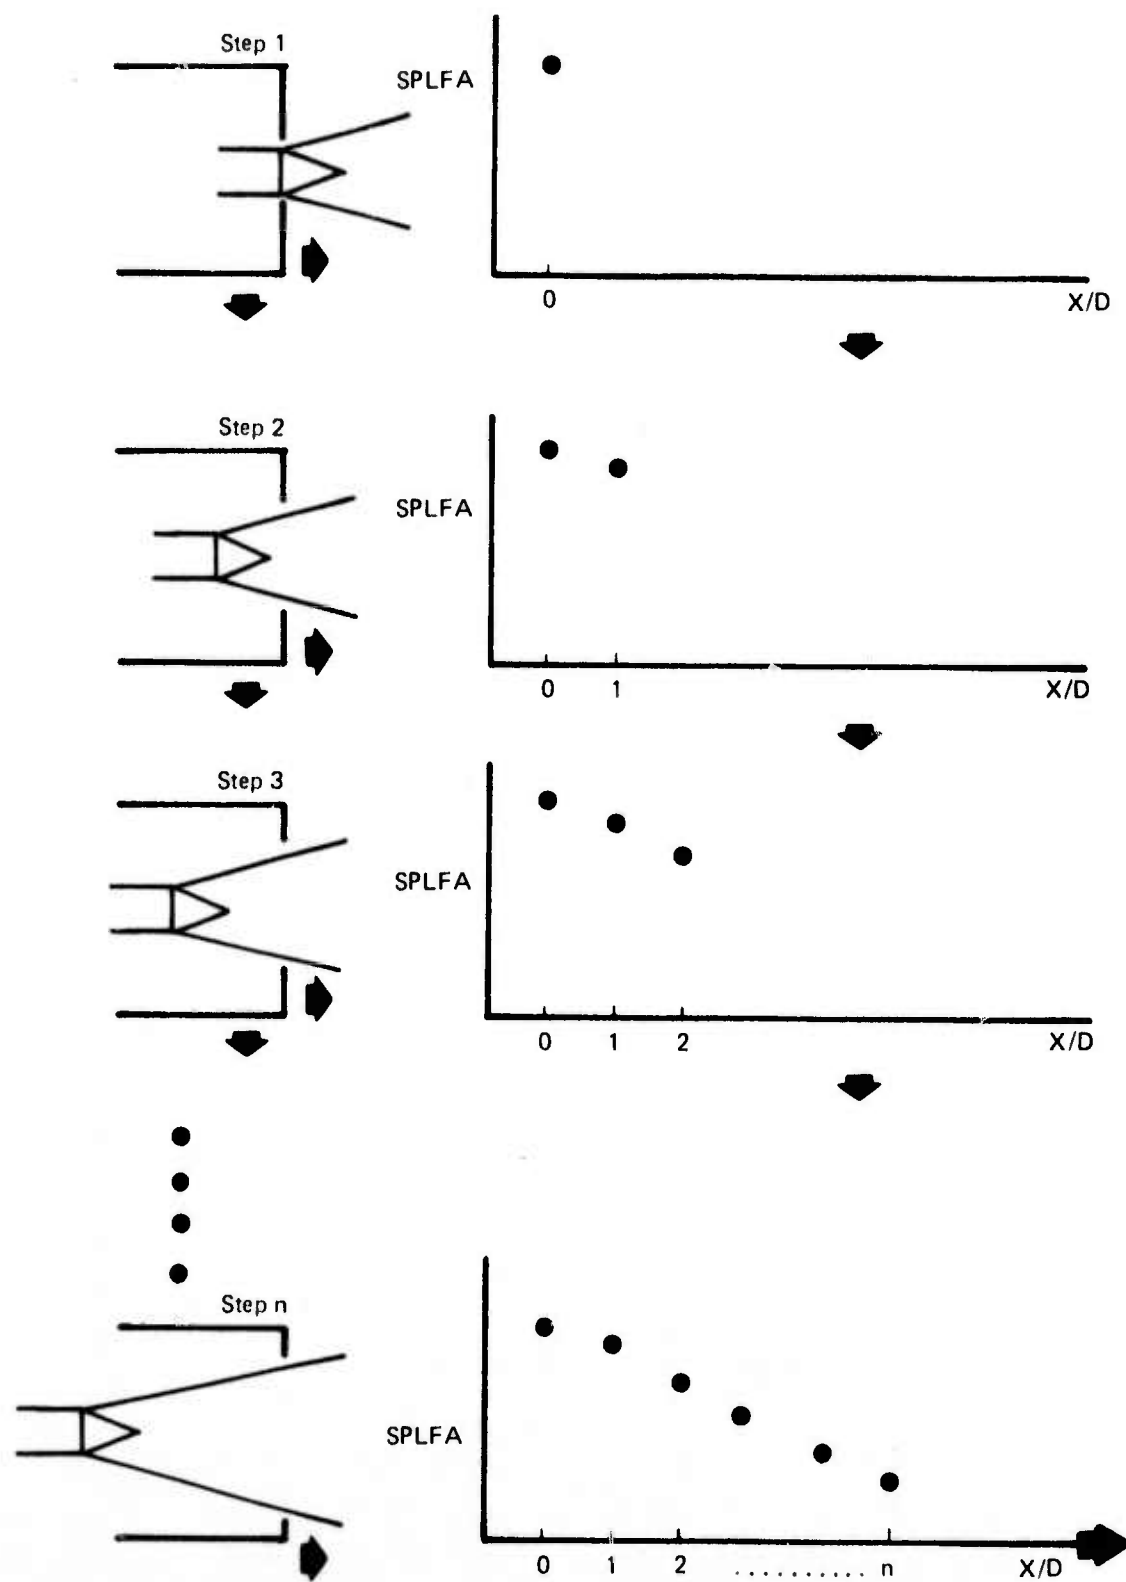 Step 1
SPLFA
0
X/D
Step 2
SPLFA
0 1
X/D
Step 3
SPLFA
0 1 2
X/D
Step n
SPLFA
0 1 2 .......... n
X/D